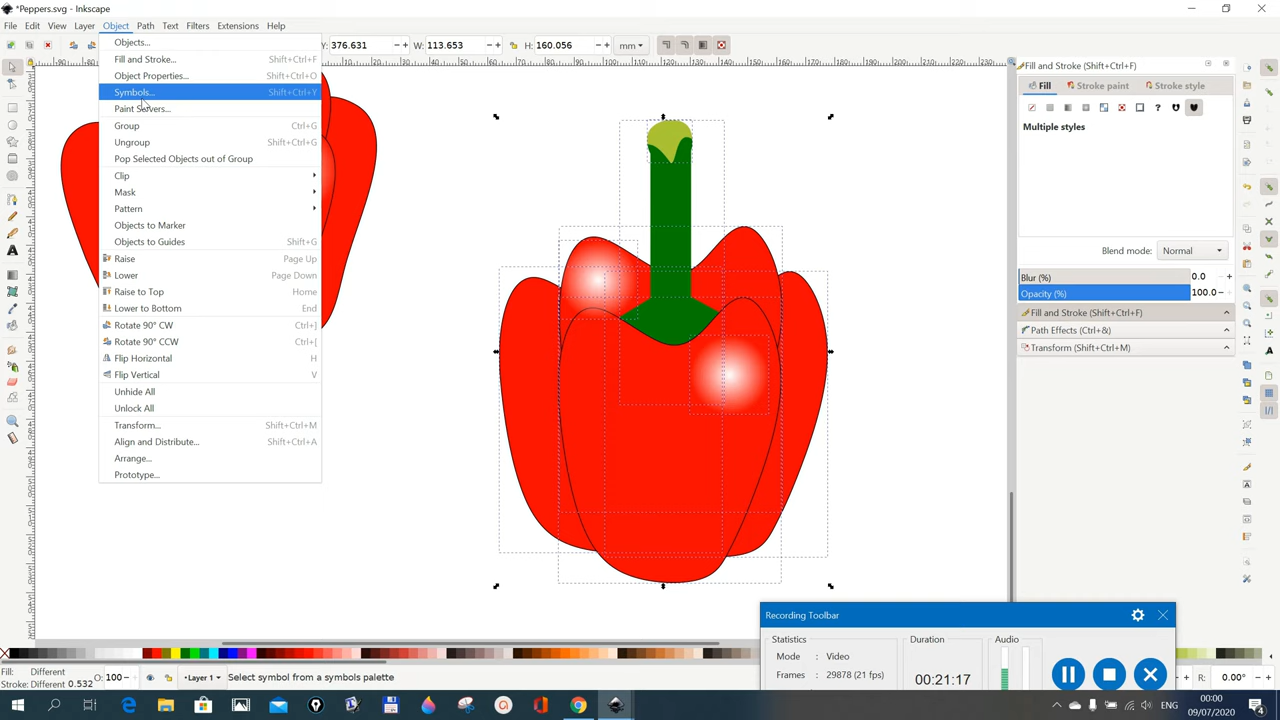 *Peppers.svg - Inkscape
File Edit View Layer Object Path Text Filters Extensions Help
Y: 376.631 W: 113.653 H: 160.056 mm
Objects...
Fill and Stroke... Shift+Ctrl+F
Object Properties... Shift+Ctrl+O
Symbols... Shift+Ctrl+Y
Paint Servers...
Group Ctrl+G
Ungroup Shift+Ctrl+G
Pop Selected Objects out of Group
Clip
Mask
Pattern
Objects to Marker
Objects to Guides Shift+G
Raise Page Up
Lower Page Down
Raise to Top Home
Lower to Bottom End
Rotate 90° CW Ctrl+]
Rotate 90° CCW Ctrl+[
Flip Horizontal H
Flip Vertical V
Unhide All
Unlock All
Transform... Shift+Ctrl+M
Align and Distribute... Shift+Ctrl+A
Arrange...
Prototype...
Fill and Stroke (Shift+Ctrl+F)
Fill Stroke paint Stroke style
Multiple styles
Blend mode: Normal
Blur (%) 0.0
Opacity (%) 100.0
Fill and Stroke (Shift+Ctrl+F)
Path Effects (Ctrl+&)
Transform (Shift+Ctrl+M)
Recording Toolbar
Statistics Duration Audio
Mode : Video
Frames : 29878 (21 fps) 00:21:17
Fill: Different
Stroke: Different 0.532
O: 100
Layer 1
Select symbol from a symbols palette
R: 0.00°
ENG
00:00
09/07/2020
4